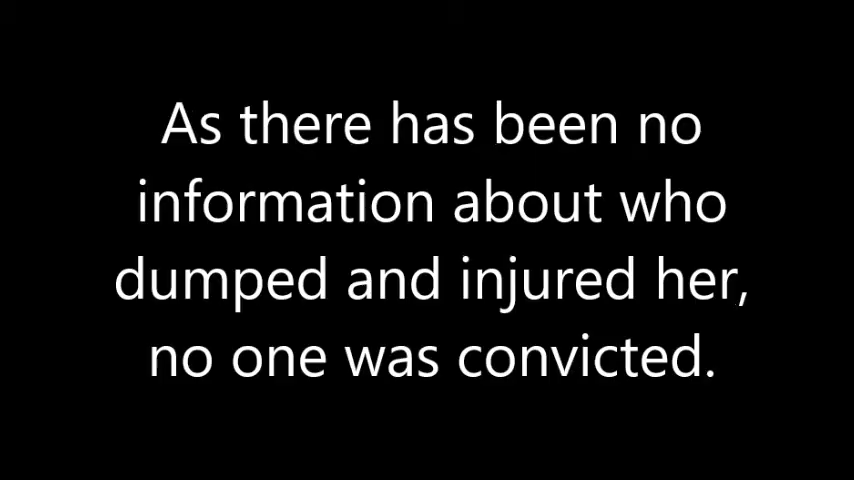 As there has been no
information about who
dumped and injured her,
no one was convicted.